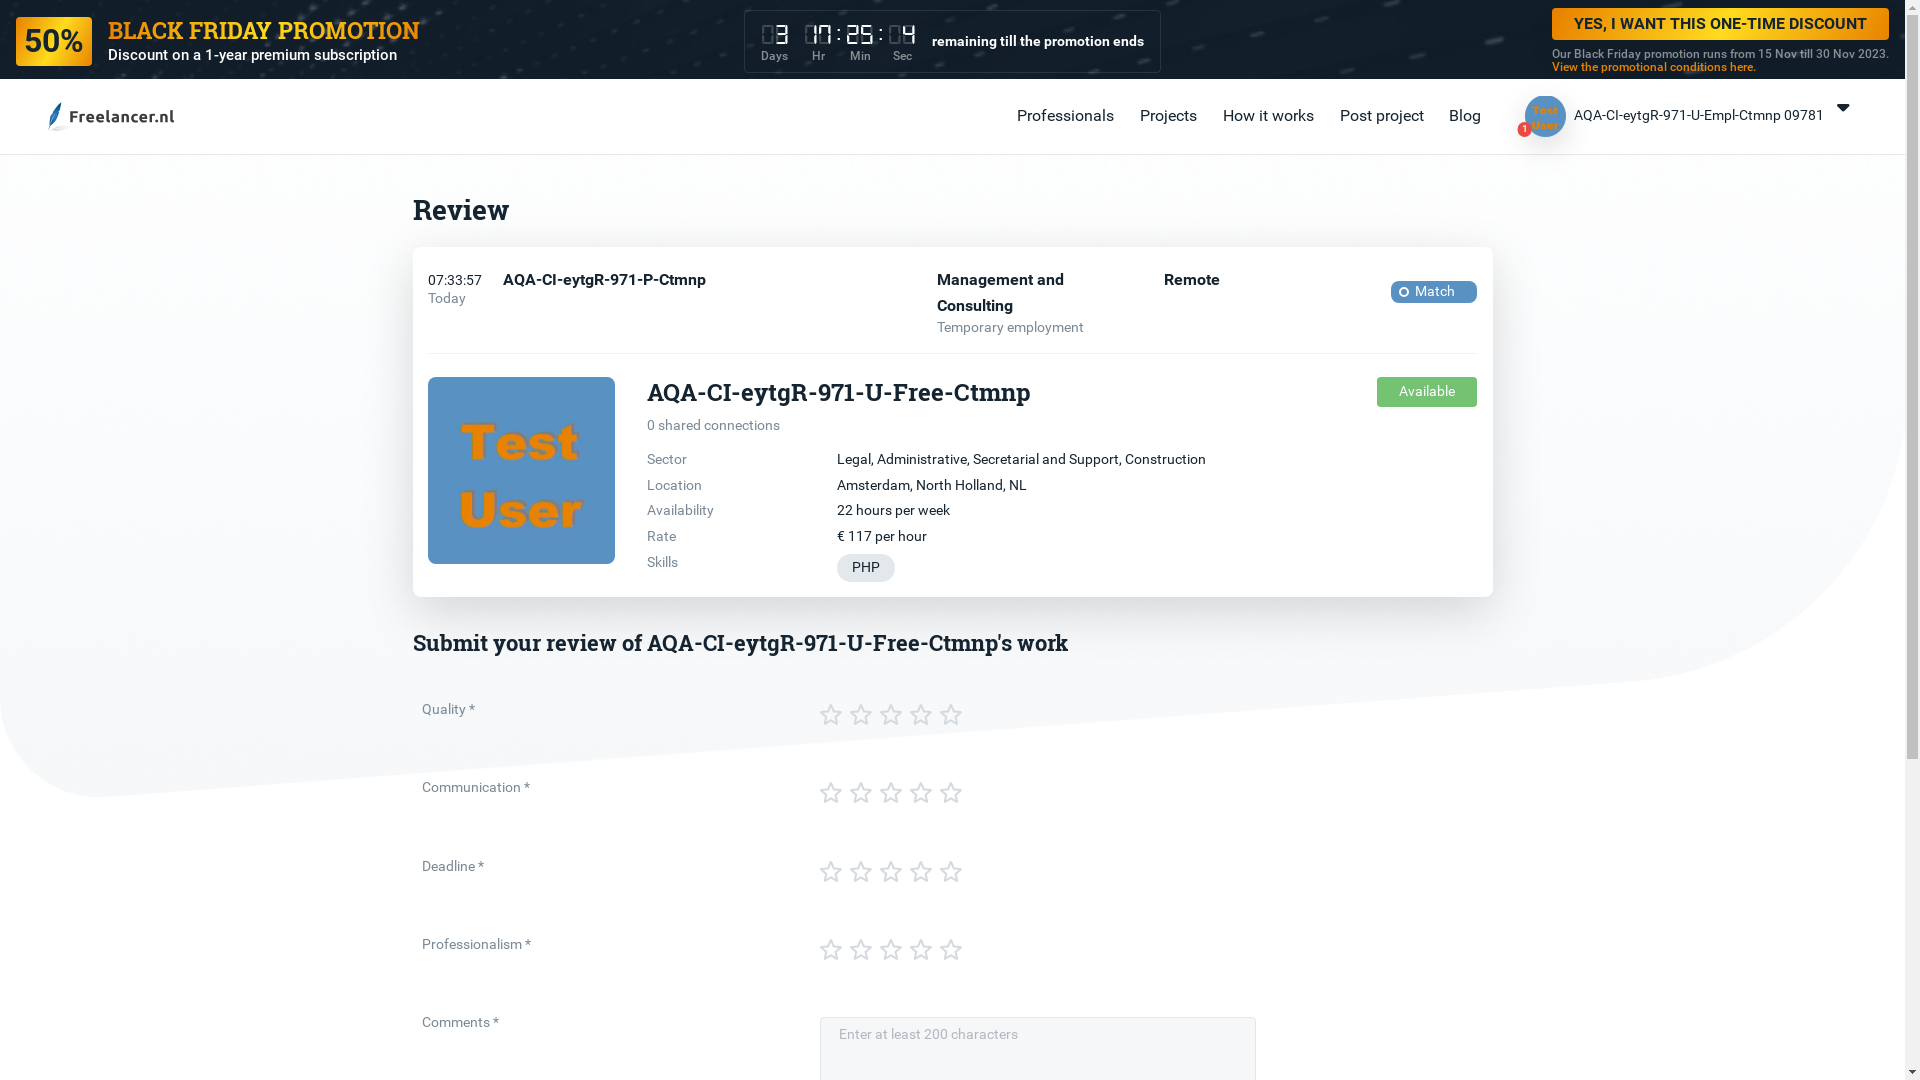 50%
BLACK FRIDAY PROMOTION
Discount on a 1-year premium subscription
3 17:25:4
Days Hr Min Sec
remaining till the promotion ends
YES, I WANT THIS ONE-TIME DISCOUNT
Our Black Friday promotion runs from 15 Nov till 30 Nov 2023.
View the promotional conditions here.
Freelancer.nl
Professionals
Projects
How it works
Post project
Blog
Test
User
1
AQA-CI-eytgR-971-U-Empl-Ctmnp 09781
Review
07:33:57
Today
AQA-CI-eytgR-971-P-Ctmnp
Management and
Consulting
Temporary employment
Remote
Match
Test
User
AQA-CI-eytgR-971-U-Free-Ctmnp
Available
0 shared connections
Sector Legal, Administrative, Secretarial and Support, Construction
Location Amsterdam, North Holland, NL
Availability 22 hours per week
Rate € 117 per hour
Skills PHP
Submit your review of AQA-CI-eytgR-971-U-Free-Ctmnp's work
Quality *
Communication *
Deadline *
Professionalism *
Comments *
Enter at least 200 characters